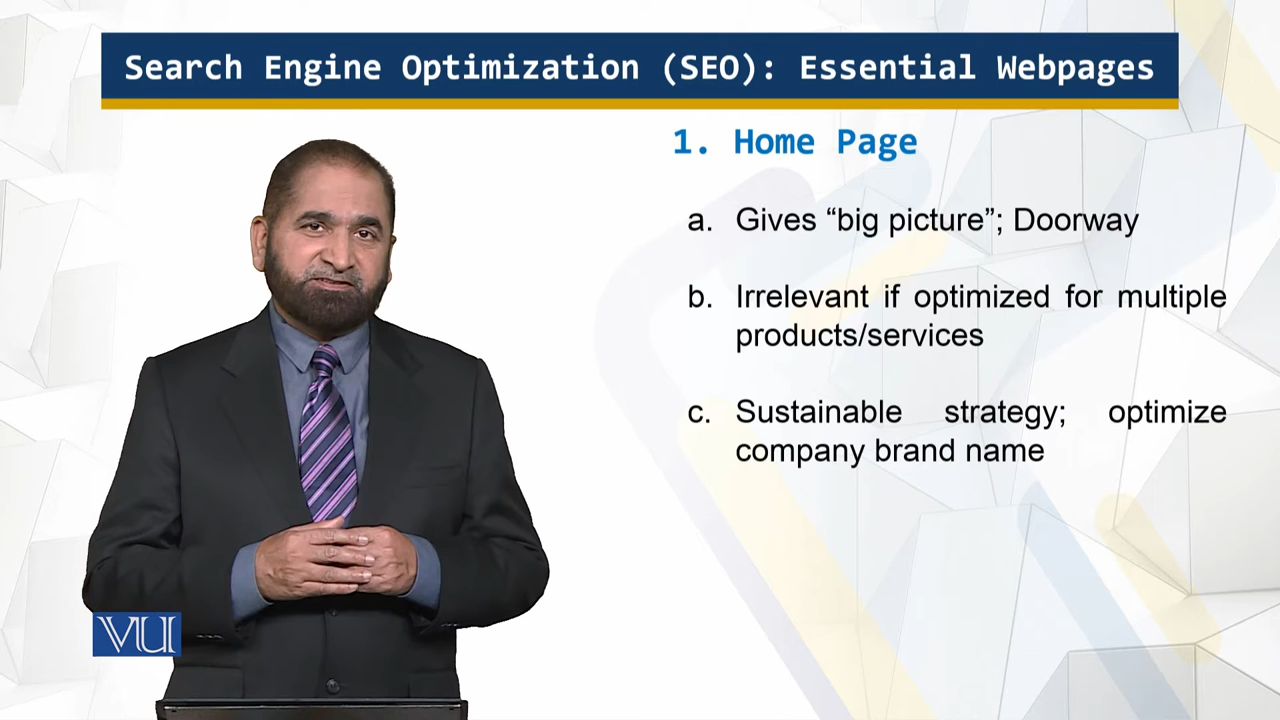 Search Engine Optimization (SEO): Essential Webpages
1. Home Page
a. Gives “big picture”; Doorway
b. Irrelevant if optimized for multiple
products/services
c. Sustainable strategy; optimize
company brand name
VU